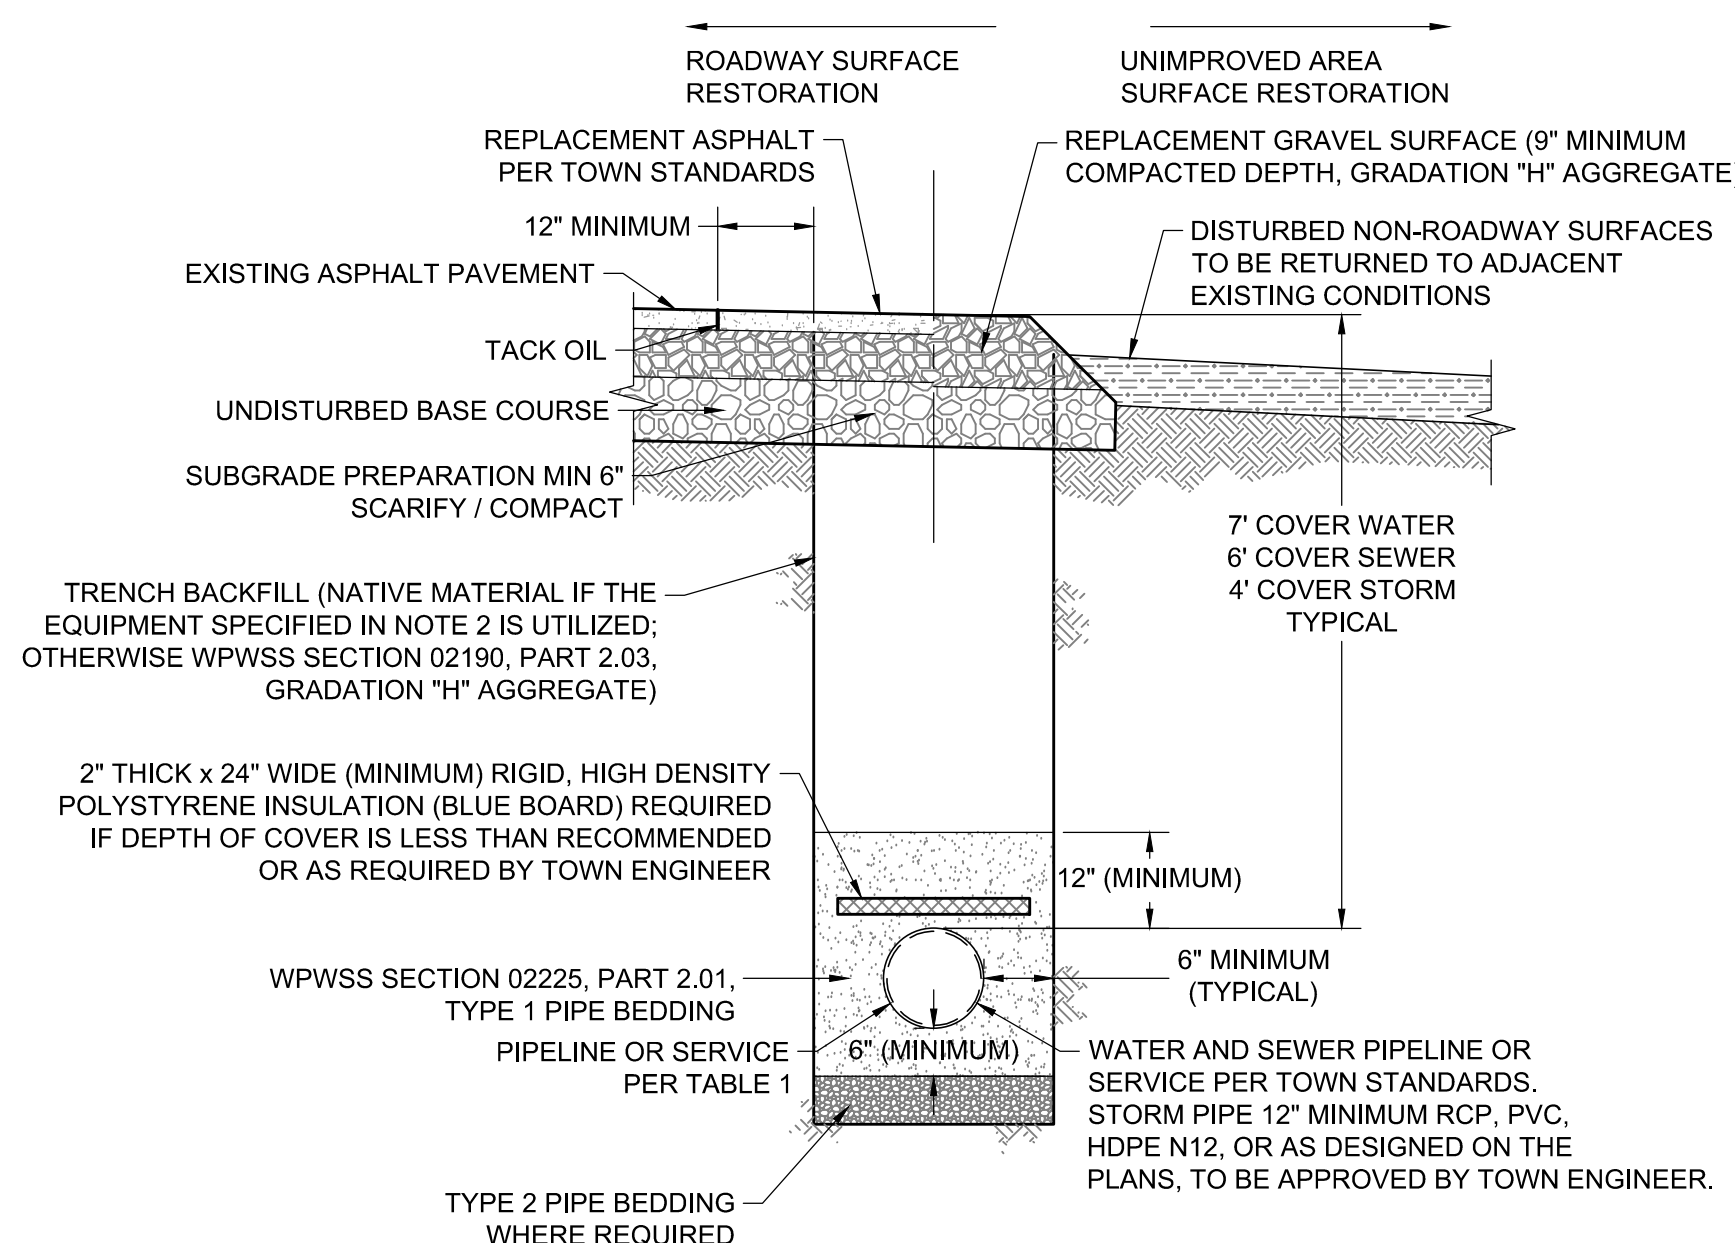 ROADWAY SURFACE
RESTORATION
UNIMPROVED AREA
SURFACE RESTORATION
REPLACEMENT ASPHALT
PER TOWN STANDARDS
REPLACEMENT GRAVEL SURFACE (9" MINIMUM
COMPACTED DEPTH, GRADATION "H" AGGREGATE)
12" MINIMUM
DISTURBED NON-ROADWAY SURFACES
TO BE RETURNED TO ADJACENT
EXISTING CONDITIONS
EXISTING ASPHALT PAVEMENT
TACK OIL
UNDISTURBED BASE COURSE
SUBGRADE PREPARATION MIN 6"
SCARIFY / COMPACT
7' COVER WATER
6' COVER SEWER
4' COVER STORM
TYPICAL
TRENCH BACKFILL (NATIVE MATERIAL IF THE
EQUIPMENT SPECIFIED IN NOTE 2 IS UTILIZED;
OTHERWISE WPWSS SECTION 02190, PART 2.03,
GRADATION "H" AGGREGATE)
2" THICK x 24" WIDE (MINIMUM) RIGID, HIGH DENSITY
POLYSTYRENE INSULATION (BLUE BOARD) REQUIRED
IF DEPTH OF COVER IS LESS THAN RECOMMENDED
OR AS REQUIRED BY TOWN ENGINEER
12" (MINIMUM)
WPWSS SECTION 02225, PART 2.01,
TYPE 1 PIPE BEDDING
6" MINIMUM
(TYPICAL)
PIPELINE OR SERVICE
PER TABLE 1
6" (MINIMUM)
WATER AND SEWER PIPELINE OR
SERVICE PER TOWN STANDARDS.
STORM PIPE 12" MINIMUM RCP, PVC,
HDPE N12, OR AS DESIGNED ON THE
PLANS, TO BE APPROVED BY TOWN ENGINEER.
TYPE 2 PIPE BEDDING
WHERE REQUIRED